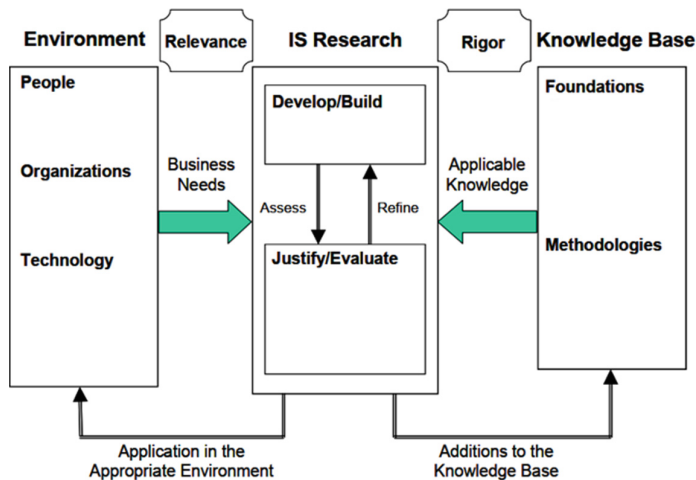 Environment
Relevance
IS Research
Rigor
Knowledge Base
People
Organizations
Technology
Business
Needs
Develop/Build
Assess
Refine
Justify/Evaluate
Applicable
Knowledge
Foundations
Methodologies
Application in the
Appropriate Environment
Additions to the
Knowledge Base